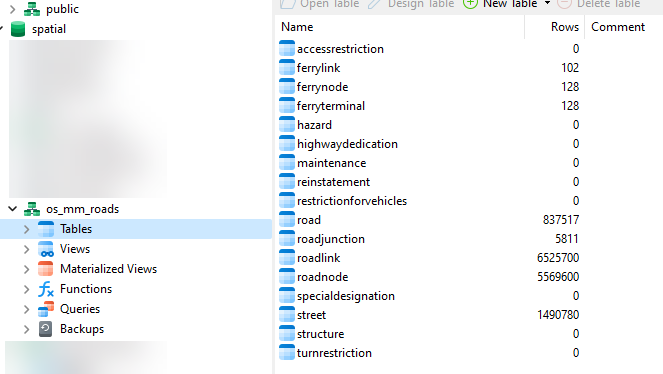 public
spatial
os_mm_roads
Tables
Views
Materialized Views
Functions
Queries
Backups
Open Table Design Table New Table Delete Table
Name Rows Comment
accessrestriction 0
ferrylink 102
ferrynode 128
ferryterminal 128
hazard 0
highwaydedication 0
maintenance 0
reinstatement 0
restrictionforvehicles 0
road 837517
roadjunction 5811
roadlink 6525700
roadnode 5569600
specialdesignation 0
street 1490780
structure 0
turnrestriction 0